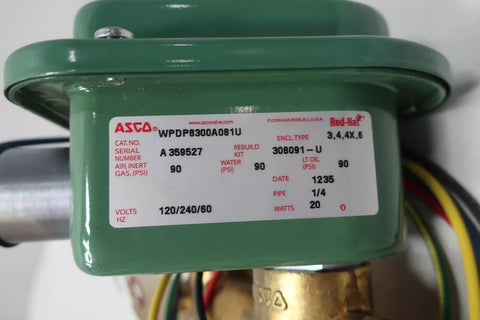 ASCO® www.ascovalve.com FLORHAM PARK, N.J., U.S.A. Red-Hat
CAT.NO. WPDP8300A081U ENCL.TYPE 3,4,4X,6
SERIAL NUMBER A359527 REBUILD KIT 308091-U
AIR,INERT GAS,(PSI) 90 WATER (PSI) 90 LT OIL (PSI) 90
DATE 1235
PIPE 1/4
VOLTS HZ 120/240/60 WATTS 20 0
ASCO